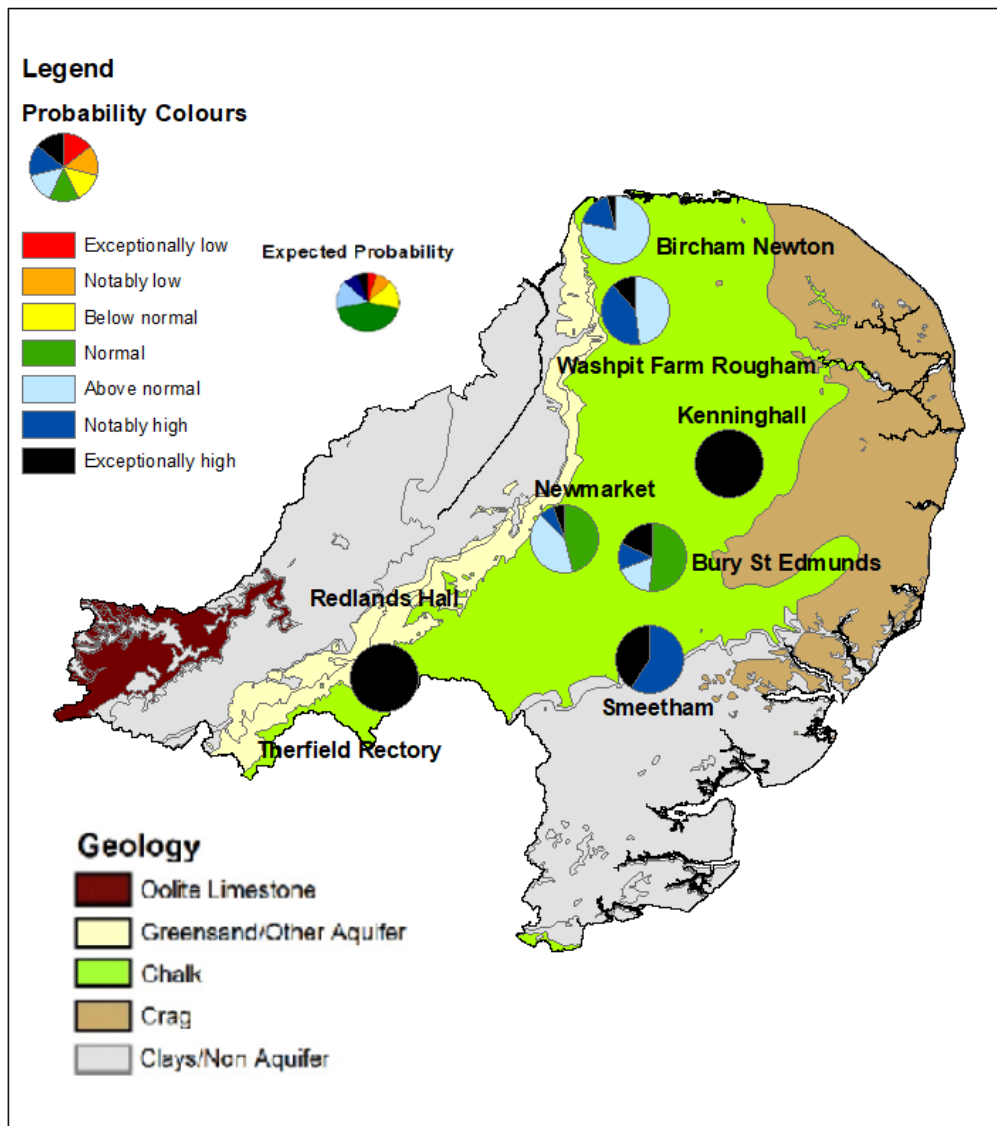 Legend
Probability Colours
Exceptionally low
Notably low
Below normal
Normal
Above normal
Notably high
Exceptionally high
Expected Probability
Bircham Newton
Washpit Farm Rougham
Kenninghall
Newmarket
Bury St Edmunds
Redlands Hall
Smeetham
Therfield Rectory
Geology
Oolite Limestone
Greensand/Other Aquifer
Chalk
Crag
Clays/Non Aquifer